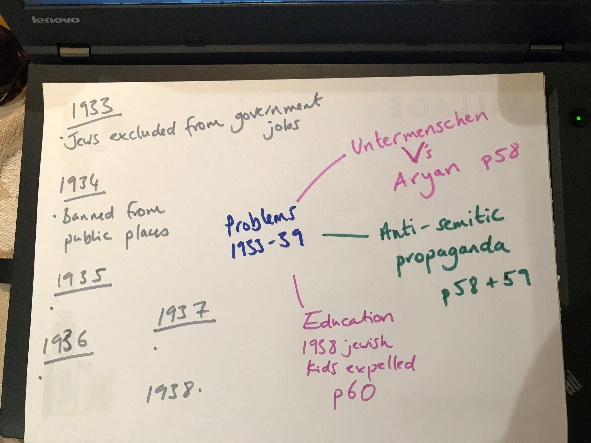 lenovo
1933
· Jews excluded from government
jobs
1934
· Banned from
public places
1935
·
1936
·
1937
·
1938.
Problems
1933-39
Untermenschen
V's
Aryan p58
Anti-semitic
propaganda
p58+59
Education
1938 jewish
kids expelled
p60